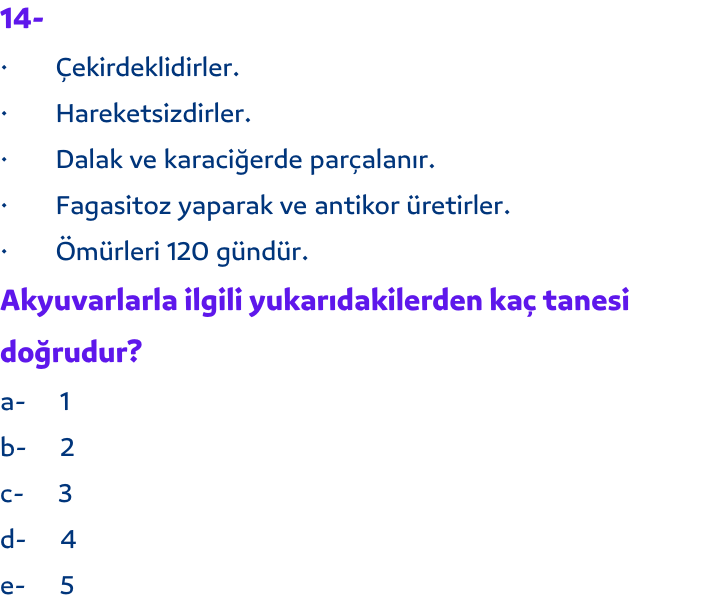 14-
· Çekirdeklidirler.
· Hareketsizdirler.
· Dalak ve karaciğerde parçalanır.
· Fagasitoz yaparak ve antikor üretirler.
· Ömürleri 120 gündür.
Akyuvarlarla ilgili yukarıdakilerden kaç tanesi
doğrudur?
a- 1
b- 2
c- 3
d- 4
e- 5